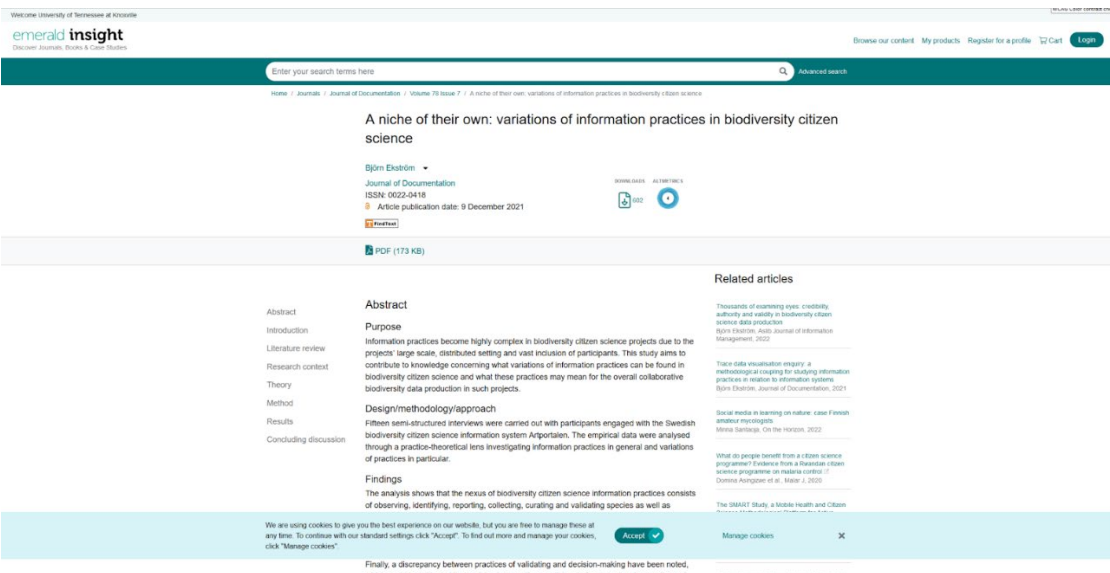 Welcome University of Tennessee at Knoxville
emerald insight
Discover Journals, Books & Case Studies
Browse our content My products Register for a profile Cart Login
Enter your search terms here
Advanced search
Home / Journals / Journal of Documentation / Volume 78 Issue 7 / A niche of their own: variations of information practices in biodiversity citizen science
A niche of their own: variations of information practices in biodiversity citizen
science
Björn Ekström
Journal of Documentation
ISSN: 0022-0418
Article publication date: 9 December 2021
DOWNLOADS ALTMETRICS
602
FindText
PDF (173 KB)
Abstract
Introduction
Literature review
Research context
Theory
Method
Results
Concluding discussion
Abstract
Purpose
Information practices become highly complex in biodiversity citizen science projects due to the
projects' large scale, distributed setting and vast inclusion of participants. This study aims to
contribute to knowledge concerning what variations of information practices can be found in
biodiversity citizen science and what these practices may mean for the overall collaborative
biodiversity data production in such projects.
Design/methodology/approach
Fifteen semi-structured interviews were carried out with participants engaged with the Swedish
biodiversity citizen science information system Artportalen. The empirical data were analysed
through a practice-theoretical lens investigating information practices in general and variations
of practices in particular.
Findings
The analysis shows that the nexus of biodiversity citizen science information practices consists
of observing, identifying, reporting, collecting, curating and validating species as well as
Finally, a discrepancy between practices of validating and decision-making have been noted,
Related articles
Thousands of examining eyes: credibility,
authority and validity in biodiversity citizen
science data production
Björn Ekström, Aslib Journal of Information
Management, 2022
Trace data visualisation enquiry: a
methodological coupling for studying information
practices in relation to information systems
Björn Ekström, Journal of Documentation, 2021
Social media in learning on nature: case Finnish
amateur mycologists
On the Horizon, 2022
What do people benefit from a citizen science
programme? Evidence from a Rwandan citizen
science programme on malaria control
Domina Asingizwe et al., Malar J, 2020
The SMART Study, a Mobile Health and Citizen
We are using cookies to give you the best experience on our website, but you are free to manage these at
any time. To continue with our standard settings click "Accept". To find out more and manage your cookies,
click "Manage cookies".
Accept
Manage cookies